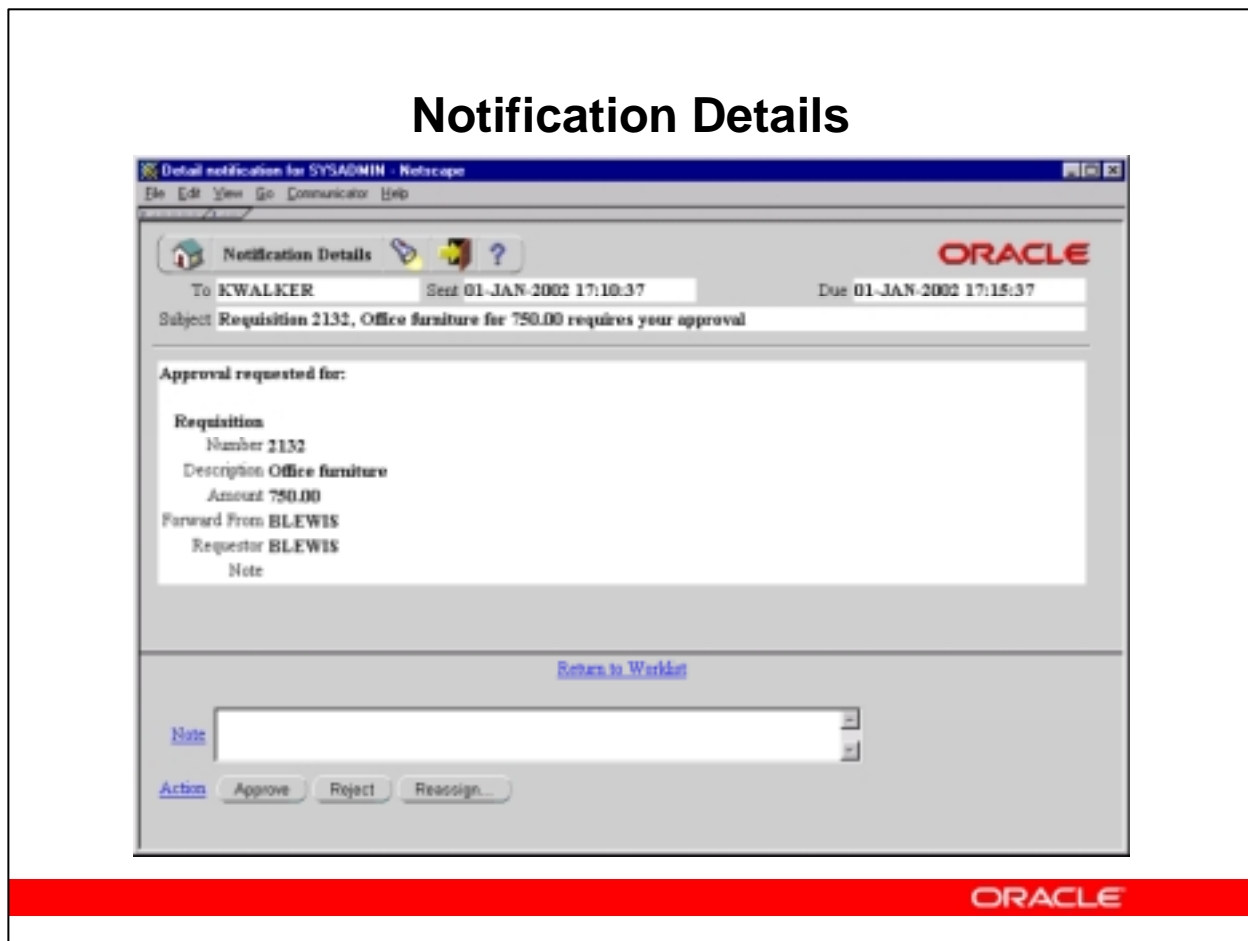 Notification Details
Detail notification for SYSADMIN - Netscape
File Edit View Go Communicator Help
Notification Details ? ORACLE
To KWALKER Sent 01-JAN-2002 17:10:37 Due 01-JAN-2002 17:15:37
Subject Requisition 2132, Office furniture for 750.00 requires your approval
Approval requested for:
Requisition
Number 2132
Description Office furniture
Amount 750.00
Forward From BLEWIS
Requestor BLEWIS
Note
Return to Worklist
Note
Action Approve Reject Reassign...
ORACLE